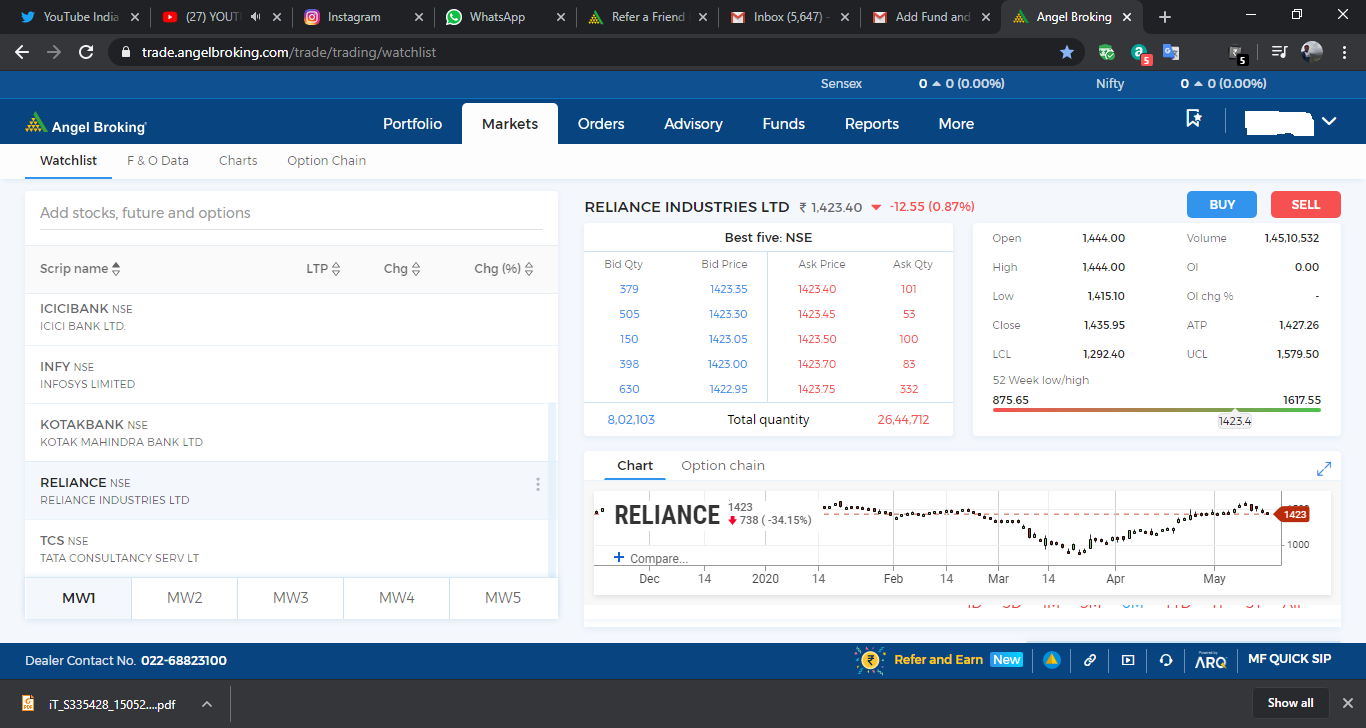 YouTube India
(27) YOUT
Instagram
WhatsApp
Refer a Friend
Inbox (5,647) -
Add Fund and
Angel Broking
trade.angelbroking.com/trade/trading/watchlist
5
5
Sensex 0 0 (0.00%) Nifty 0 0 (0.00%)
Angel Broking
Portfolio Markets Orders Advisory Funds Reports More
Watchlist F & O Data Charts Option Chain
Add stocks, future and options
Scrip name LTP Chg Chg (%)
ICICIBANK NSE
ICICI BANK LTD.
INFY NSE
INFOSYS LIMITED
KOTAKBANK NSE
KOTAK MAHINDRA BANK LTD
RELIANCE NSE
RELIANCE INDUSTRIES LTD
TCS NSE
TATA CONSULTANCY SERV LT
MW1 MW2 MW3 MW4 MW5
RELIANCE INDUSTRIES LTD ₹ 1,423.40 -12.55 (0.87%)
BUY SELL
Best five: NSE
Bid Qty Bid Price Ask Price Ask Qty
379 1423.35 1423.40 101
505 1423.30 1423.45 53
150 1423.05 1423.50 100
398 1423.00 1423.70 83
630 1422.95 1423.75 332
8,02,103 Total quantity 26,44,712
Open 1,444.00 Volume 1,45,10,532
High 1,444.00 OI 0.00
Low 1,415.10 OI chg % -
Close 1,435.95 ATP 1,427.26
LCL 1,292.40 UCL 1,579.50
52 Week low/high
875.65 1617.55
1423.4
Chart Option chain
RELIANCE 1423
738 ( -34.15%)
1423
Compare...
1000
Dec 14 2020 14 Feb 14 Mar 14 Apr May
Dealer Contact No. 022-68823100
Refer and Earn New
Powered by
ARQ
MF QUICK SIP
iT_S335428_15052....pdf
Show all